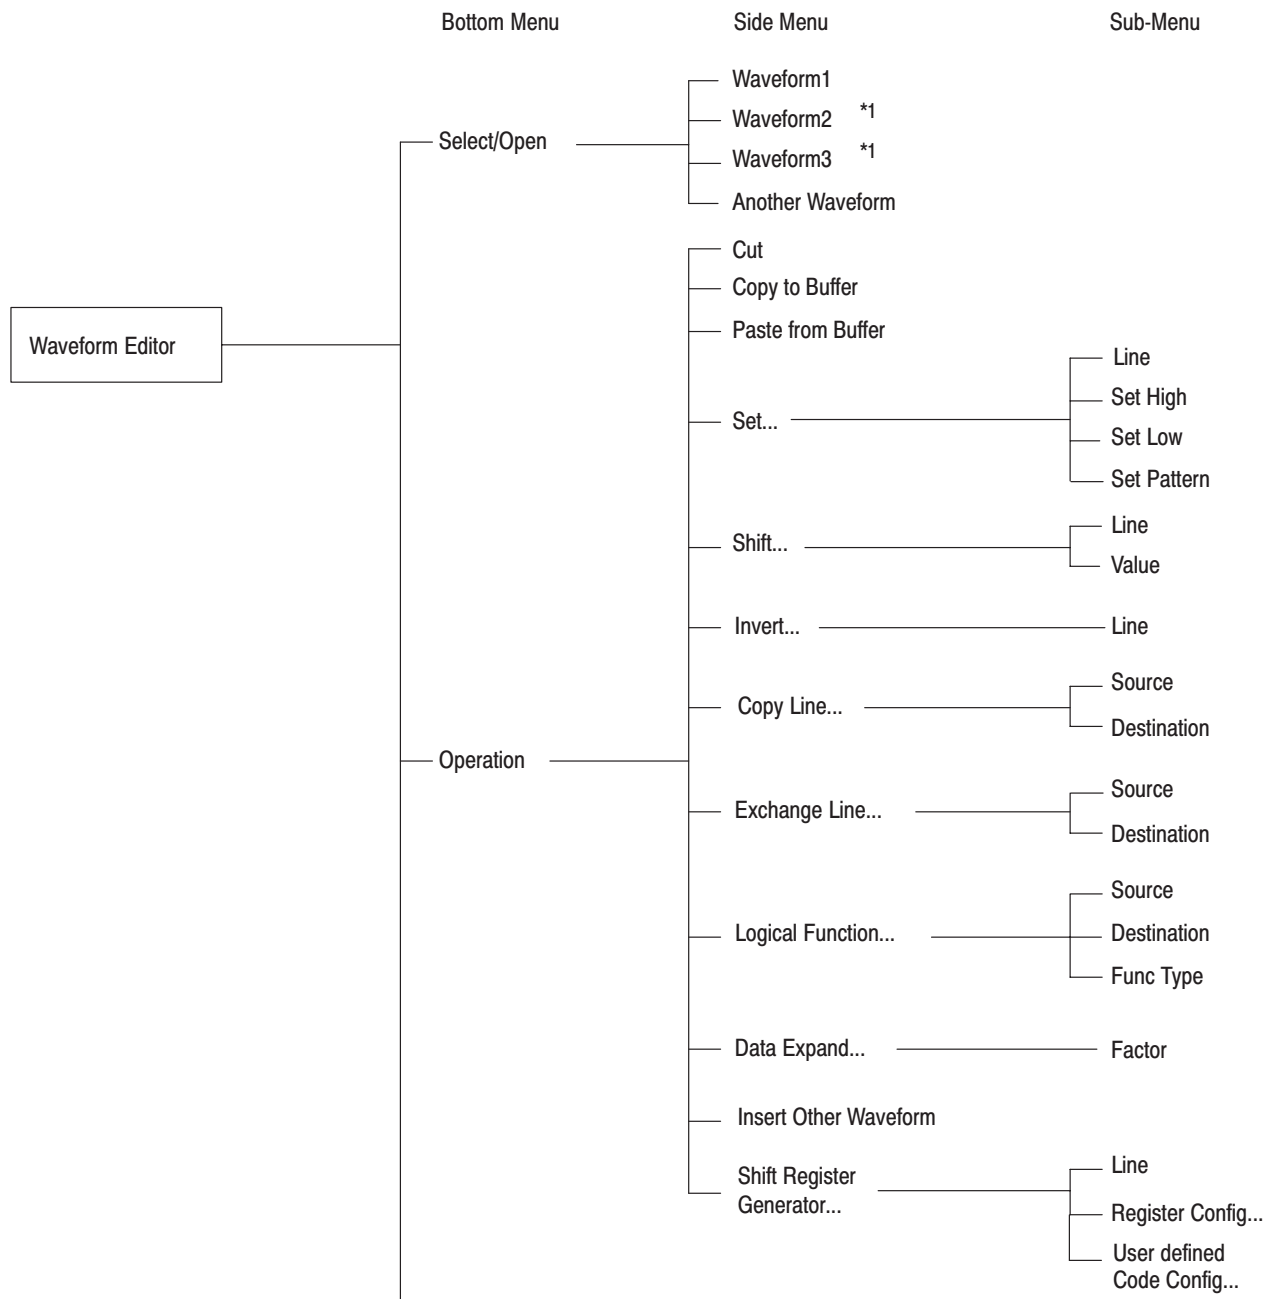 Bottom Menu Side Menu Sub-Menu
Waveform1
Waveform2 *1
Select/Open
Waveform3 *1
Another Waveform
Cut
Copy to Buffer
Paste from Buffer
Waveform Editor
Line
Set High
Set...
Set Low
Set Pattern
Line
Shift...
Value
Invert... Line
Source
Copy Line...
Destination
Operation
Source
Exchange Line...
Destination
Source
Logical Function... Destination
Func Type
Data Expand... Factor
Insert Other Waveform
Line
Shift Register
Generator...
Register Config...
User defined
Code Config...